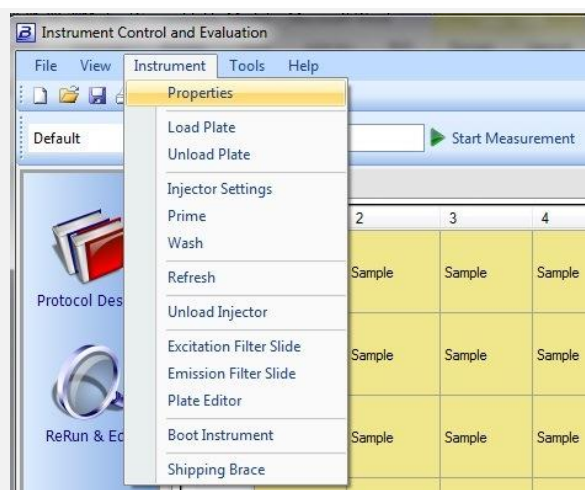 Instrument Control and Evaluation
File View Instrument Tools Help
Properties
Default
Start Measurement
Load Plate
Unload Plate
Injector Settings
Prime
Wash
Refresh
Unload Injector
Excitation Filter Slide
Emission Filter Slide
Plate Editor
Boot Instrument
Shipping Brace
Protocol Des
ReRun & Ed
2 3 4
Sample Sample Sample
Sample Sample Sample
Sample Sample Sample